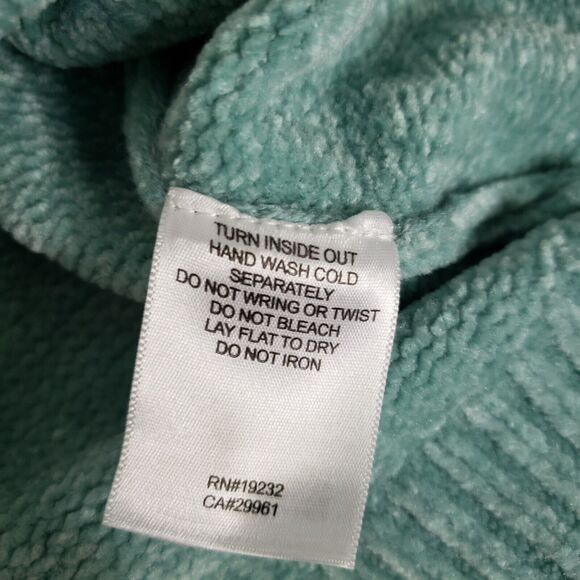 TURN INSIDE OUT
HAND WASH COLD
SEPARATELY
DO NOT WRING OR TWIST
DO NOT BLEACH
LAY FLAT TO DRY
DO NOT IRON
RN#19232
CA#29961